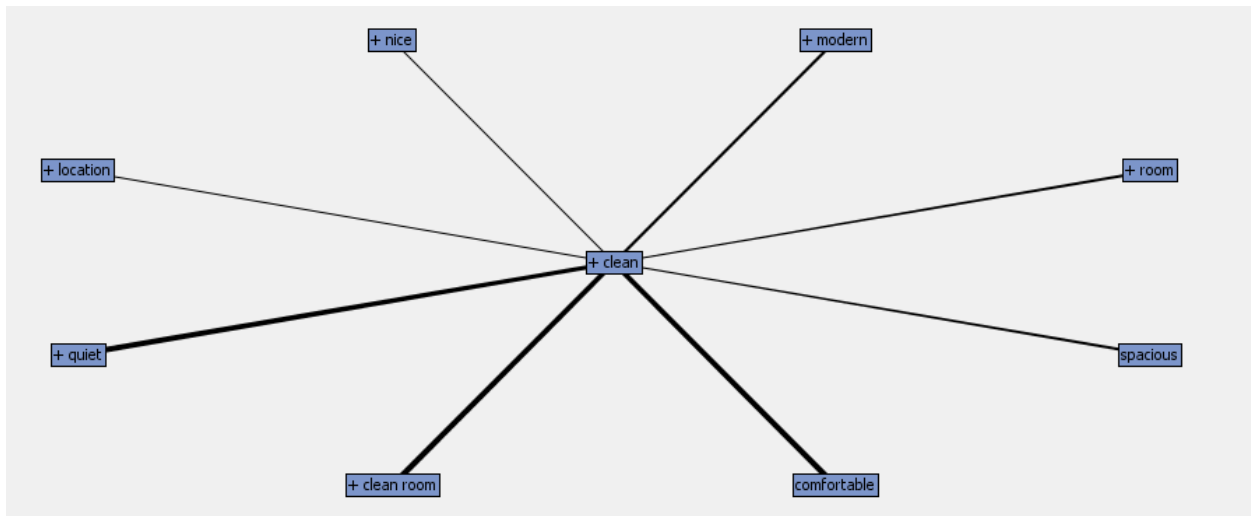 + nice
+ modern
+ location
+ room
+ clean
+ quiet
spacious
+ clean room
comfortable